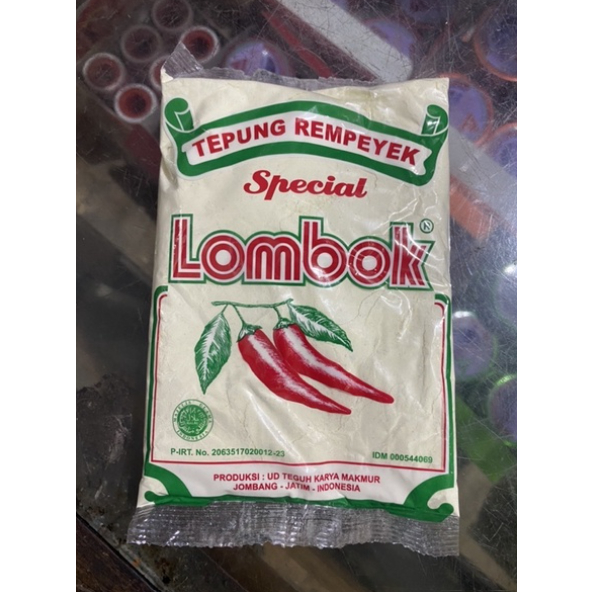 TEPUNG REMPEYEK
Special
Lombok
P-IRT. No. 2063517020012-23
IDM 000544069
PRODUKSI : UD TEGUH KARYA MAKMUR
JOMBANG - JATIM - INDONESIA